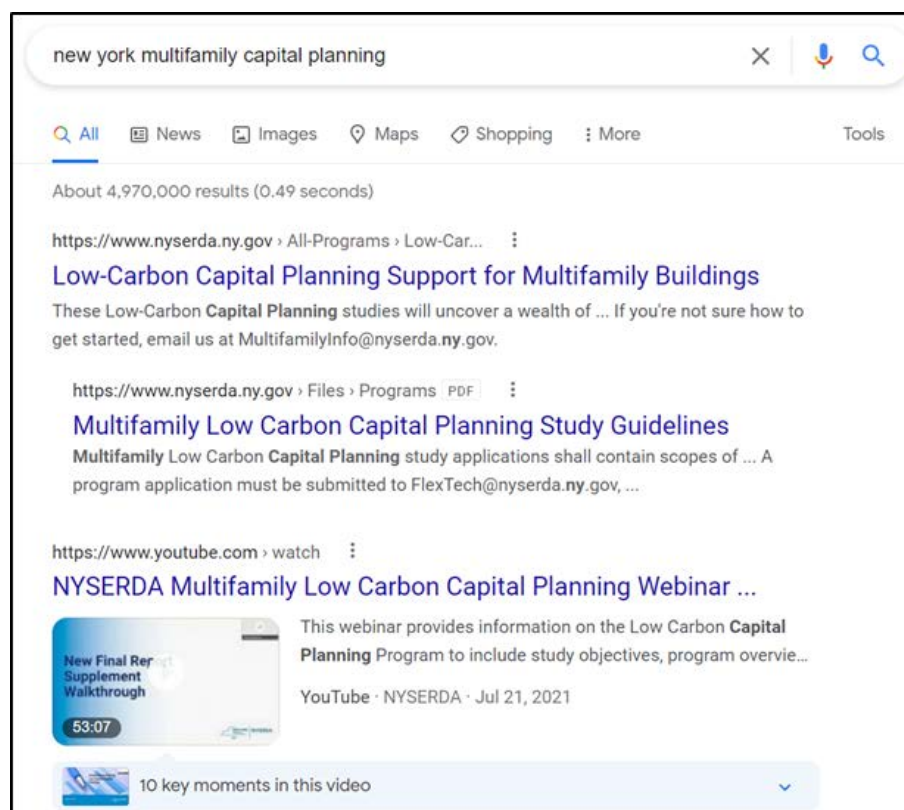 new york multifamily capital planning
All News Images Maps Shopping More Tools
About 4,970,000 results (0.49 seconds)
https://www.nyserda.ny.gov › All-Programs › Low-Car...
Low-Carbon Capital Planning Support for Multifamily Buildings
These Low-Carbon Capital Planning studies will uncover a wealth of ... If you're not sure how to
get started, email us at MultifamilyInfo@nyserda.ny.gov.
https://www.nyserda.ny.gov › Files › Programs PDF
Multifamily Low Carbon Capital Planning Study Guidelines
Multifamily Low Carbon Capital Planning study applications shall contain scopes of ... A
program application must be submitted to FlexTech@nyserda.ny.gov, ...
https://www.youtube.com › watch
NYSERDA Multifamily Low Carbon Capital Planning Webinar ...
This webinar provides information on the Low Carbon Capital
Planning Program to include study objectives, program overvie...
YouTube · NYSERDA · Jul 21, 2021
New Final Report
Supplement
Walkthrough
53:07
10 key moments in this video